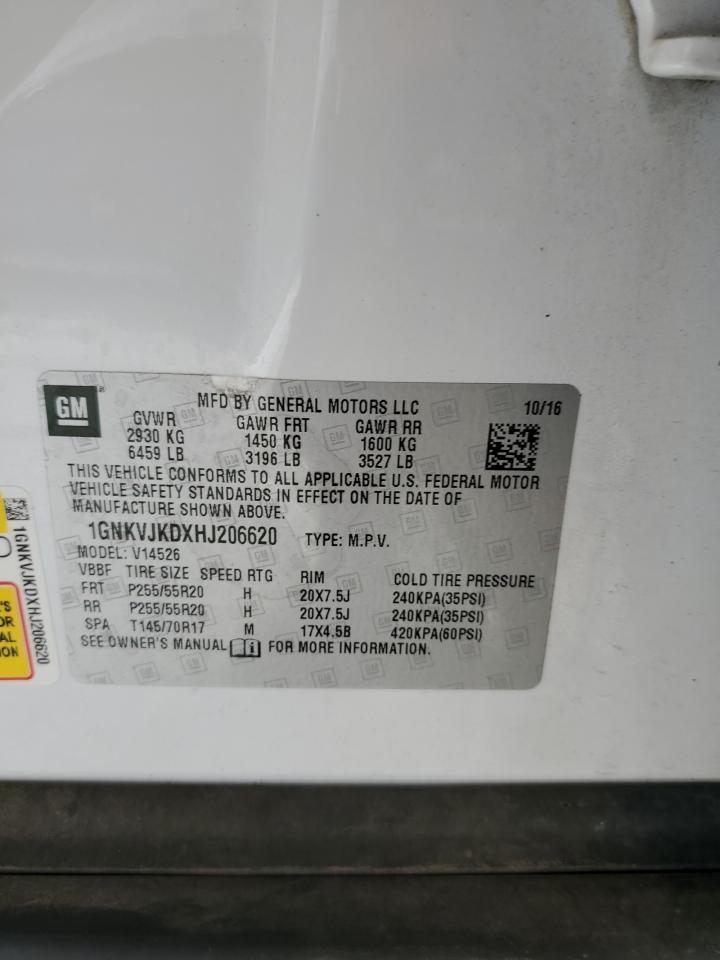 GM
MFD BY GENERAL MOTORS LLC 10/16
GVWR GAWR FRT GAWR RR
2930 KG 1450 KG 1600 KG
6459 LB 3196 LB 3527 LB
THIS VEHICLE CONFORMS TO ALL APPLICABLE U.S. FEDERAL MOTOR
VEHICLE SAFETY STANDARDS IN EFFECT ON THE DATE OF
MANUFACTURE SHOWN ABOVE.
1GNKVJKDXHJ206620 TYPE: M.P.V.
MODEL: V14526
VBBF TIRE SIZE SPEED RTG RIM COLD TIRE PRESSURE
FRT P255/55R20 H 20X7.5J 240KPA(35PSI)
RR P255/55R20 H 20X7.5J 240KPA(35PSI)
SPA T145/70R17 M 17X4.5B 420KPA(60PSI)
SEE OWNER'S MANUAL i FOR MORE INFORMATION.
1GNKVJKDXHJ206620